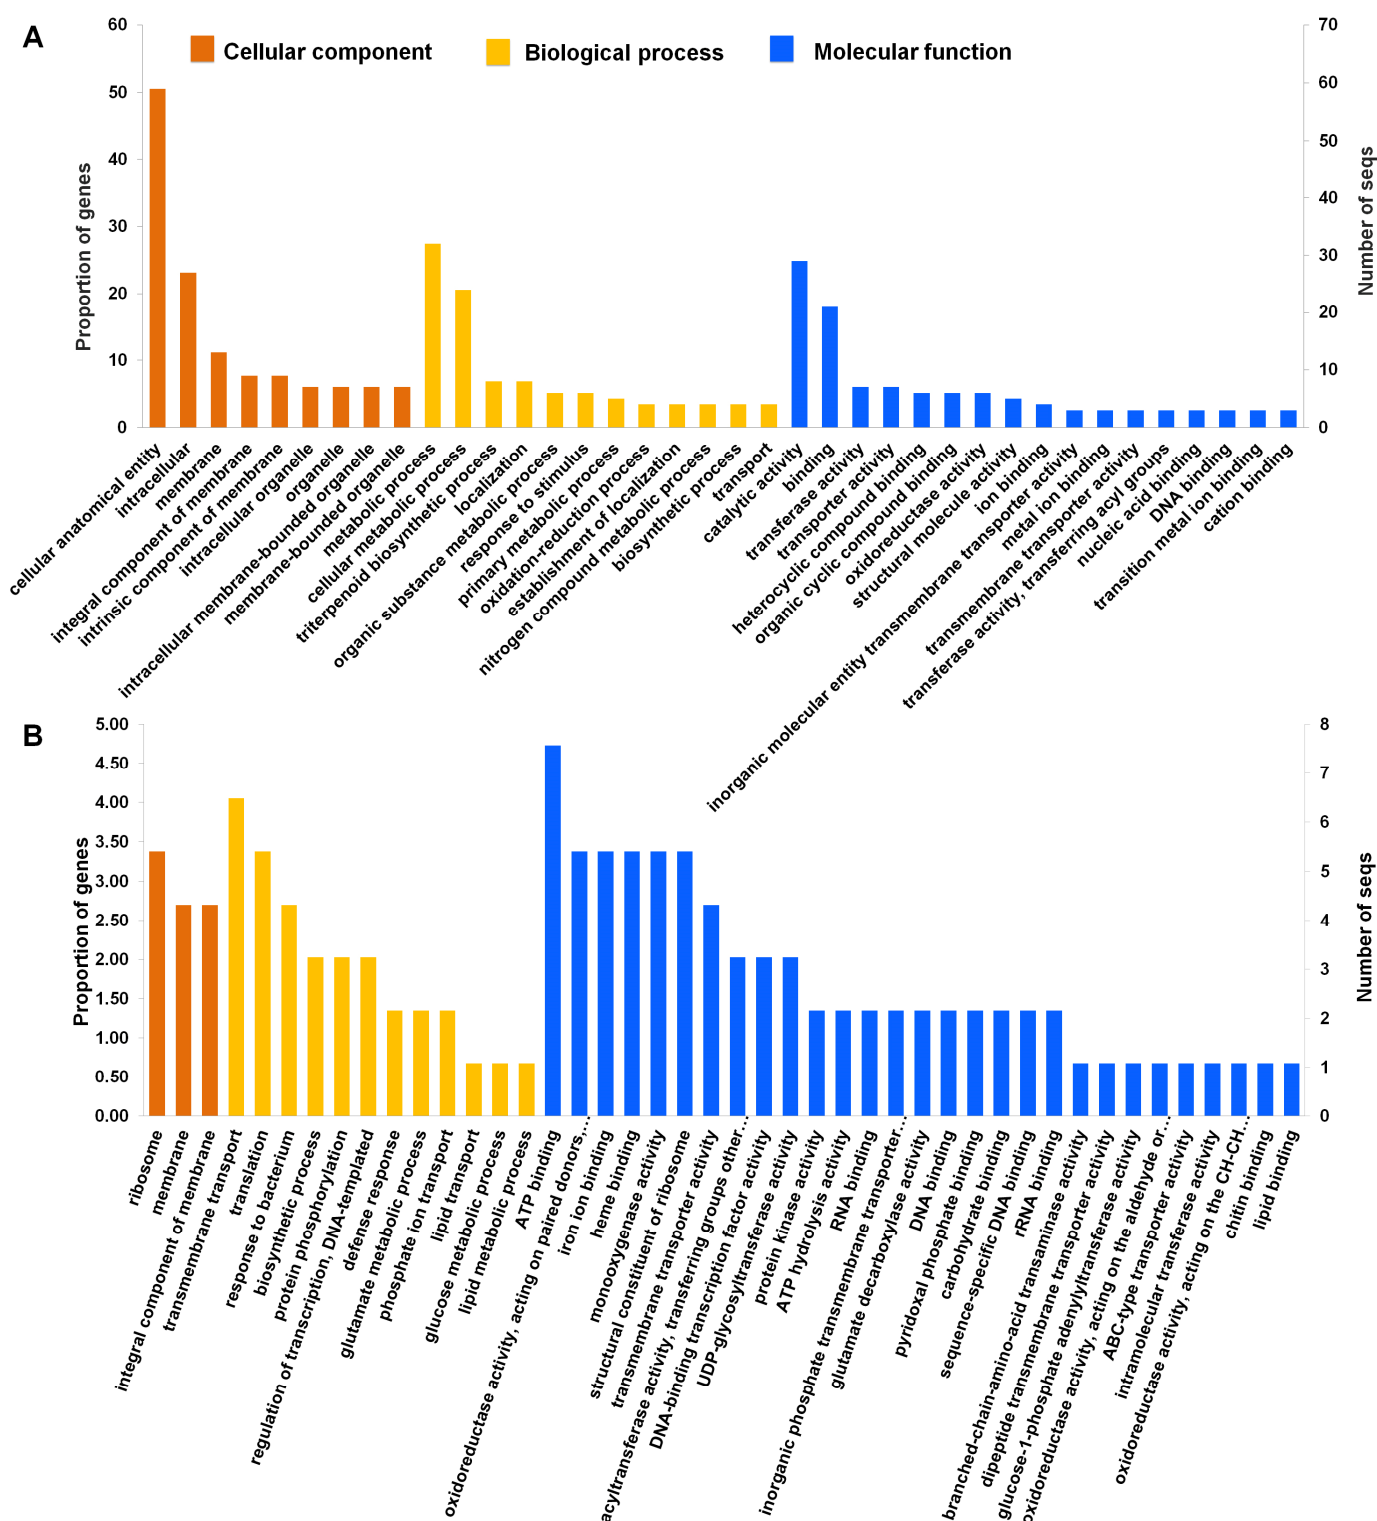 A
Cellular component
Biological process
Molecular function
Proportion of genes
Number of seqs
60
50
40
30
20
10
0
70
60
50
40
30
20
10
0
cellular anatomical entity
intracellular
membrane
integral component of membrane
intrinsic component of membrane
intracellular organelle
organelle
intracellular membrane-bounded organelle
membrane-bounded organelle
metabolic process
cellular metabolic process
triterpenoid biosynthetic process
localization
organic substance metabolic process
response to stimulus
primary metabolic process
oxidation-reduction process
establishment of localization
nitrogen compound metabolic process
biosynthetic process
transport
catalytic activity
binding
transferase activity
transporter activity
heterocyclic compound binding
organic cyclic compound binding
oxidoreductase activity
structural molecule activity
ion binding
inorganic molecular entity transmembrane transporter activity
metal ion binding
transmembrane transporter activity
transferase activity, transferring acyl groups
nucleic acid binding
DNA binding
transition metal ion binding
cation binding
B
Proportion of genes
Number of seqs
5.00
4.50
4.00
3.50
3.00
2.50
2.00
1.50
1.00
0.50
0.00
8
7
6
5
4
3
2
1
0
ribosome
membrane
integral component of membrane
transmembrane transport
translation
response to bacterium
biosynthetic process
protein phosphorylation
regulation of transcription, DNA-templated
defense response
glutamate metabolic process
phosphate ion transport
lipid transport
glucose metabolic process
lipid metabolic process
ATP binding
oxidoreductase activity, acting on paired donors,…
iron ion binding
heme binding
monooxygenase activity
structural constituent of ribosome
transmembrane transporter activity
acyltransferase activity, transferring groups other…
DNA-binding transcription factor activity
UDP-glycosyltransferase activity
protein kinase activity
ATP hydrolysis activity
RNA binding
inorganic phosphate transmembrane transporter…
glutamate decarboxylase activity
DNA binding
pyridoxal phosphate binding
carbohydrate binding
sequence-specific DNA binding
rRNA binding
branched-chain-amino-acid transaminase activity
dipeptide transmembrane transporter activity
glucose-1-phosphate adenylyltransferase activity
oxidoreductase activity, acting on the aldehyde or…
ABC-type transporter activity
intramolecular transferase activity
oxidoreductase activity, acting on the CH-CH…
chitin binding
lipid binding